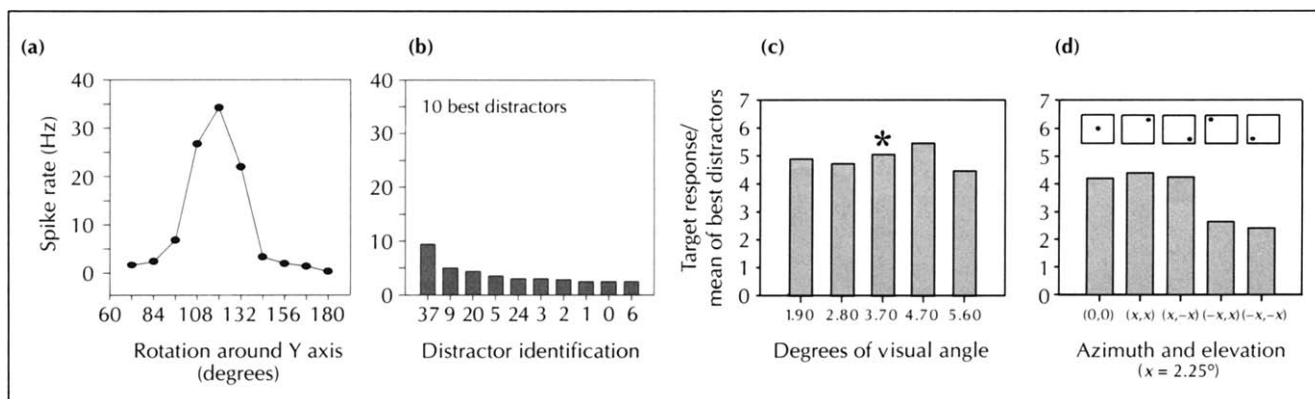 (a)
Spike rate (Hz)
40
30
20
10
0
60 84 108 132 156 180
Rotation around Y axis
(degrees)
(b)
40
30
20
10
0
10 best distractors
37 9 20 5 24 3 2 1 0 6
Distractor identification
(c)
Target response/
mean of best distractors
7
6
5
4
3
2
1
0
*
1.90 2.80 3.70 4.70 5.60
Degrees of visual angle
(d)
7
6
5
4
3
2
1
0
(0,0) (x,x) (x,-x) (-x,x) (-x,-x)
Azimuth and elevation
(x = 2.25°)